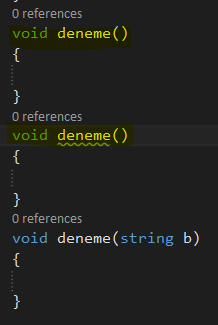 0 references
void deneme()
{
}
0 references
void deneme()
{
}
0 references
void deneme(string b)
{
}